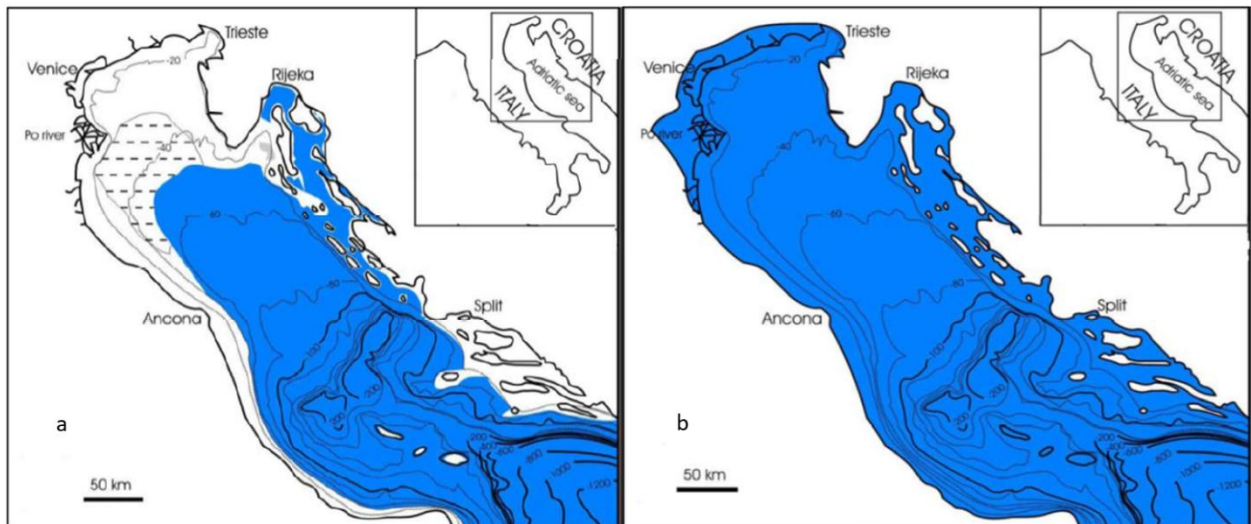 Trieste
CROATIA
Adriatic sea
ITALY
-20
Venice
Rijeka
Po river
-40
-60
-80
Ancona
Split
-100
-200
a
-200
-400
-600
-800
-1000
-1200
50 km
Trieste
CROATIA
Adriatic sea
ITALY
-20
Venice
Rijeka
Po river
-40
-60
-80
Ancona
Split
-100
-200
b
-200
-400
-600
-800
-1000
-1200
50 km